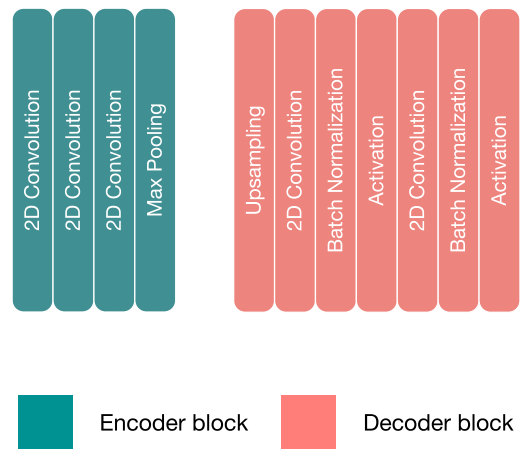 2D Convolution
2D Convolution
2D Convolution
Max Pooling
Upsampling
2D Convolution
Batch Normalization
Activation
2D Convolution
Batch Normalization
Activation
Encoder block
Decoder block